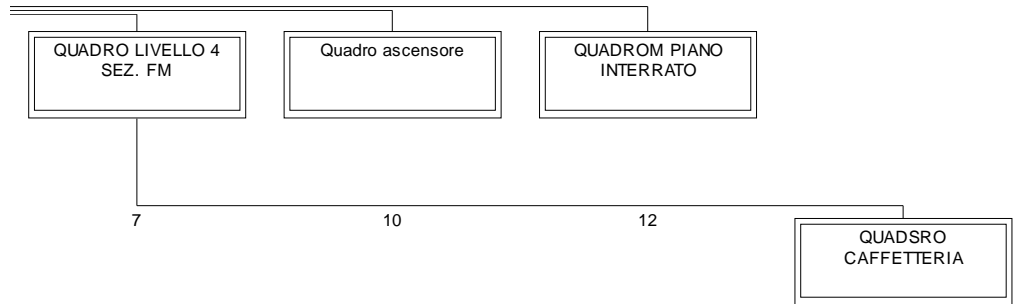 QUADRO LIVELLO 4
SEZ. FM
Quadro ascensore
QUADROM PIANO
INTERRATO
7
10
12
QUADSRO
CAFFETTERIA